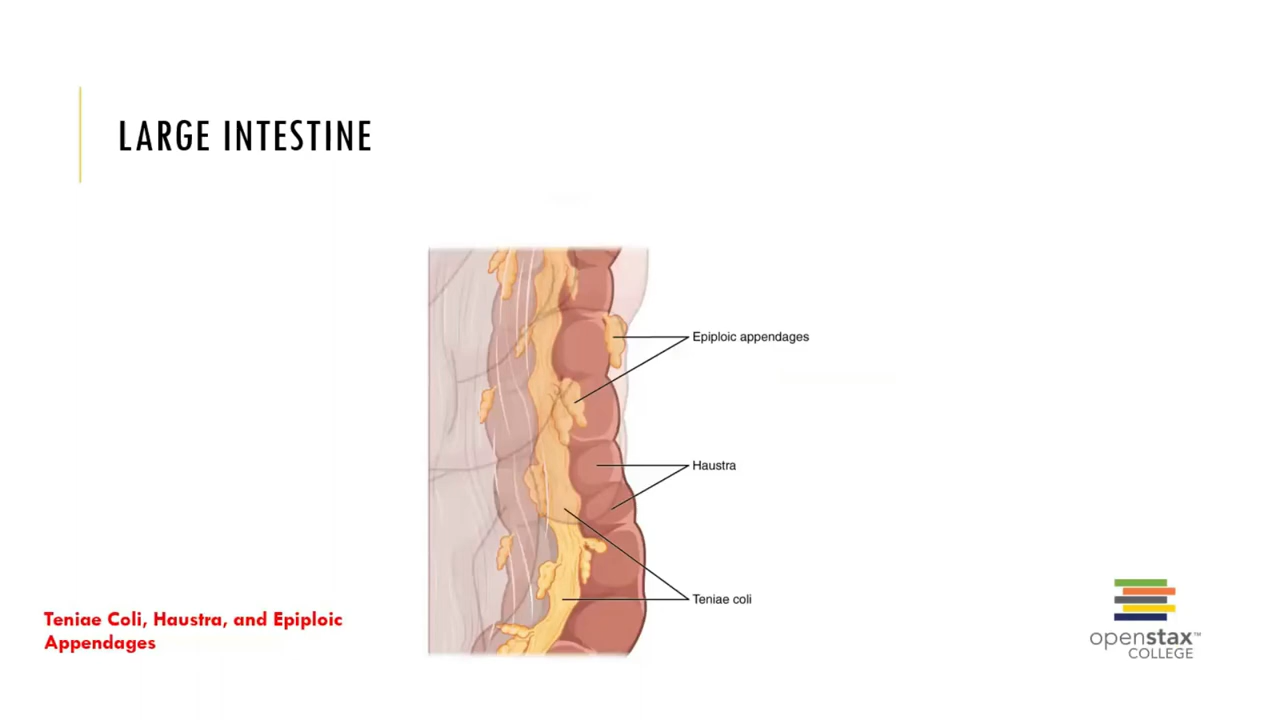 LARGE INTESTINE
Epiploic appendages
Haustra
Teniae coli
Teniae Coli, Haustra, and Epiploic
Appendages
openstax™
COLLEGE